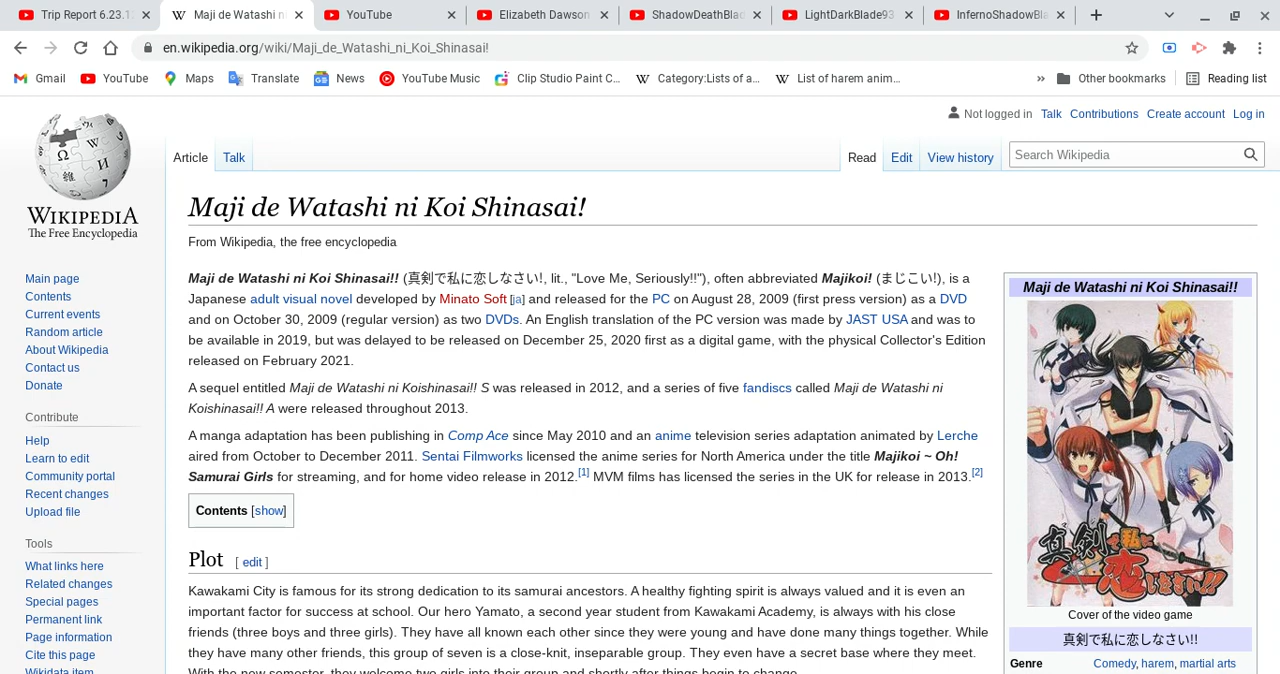 Trip Report 6.23.1
Maji de Watashi n
YouTube
Elizabeth Dawson
ShadowDeathBla
LightDarkBlade93
InfernoShadowBl
en.wikipedia.org/wiki/Maji_de_Watashi_ni_Koi_Shinasai!
Gmail
YouTube
Maps
Translate
News
YouTube Music
Clip Studio Paint C...
Category:Lists of a...
List of harem anim...
»
Other bookmarks
Reading list
Not logged in Talk Contributions Create account Log in
Article Talk
Read Edit View history
Search Wikipedia
WIKIPEDIA
The Free Encyclopedia
Main page
Contents
Current events
Random article
About Wikipedia
Contact us
Donate
Contribute
Help
Learn to edit
Community portal
Recent changes
Upload file
Tools
What links here
Related changes
Special pages
Permanent link
Page information
Cite this page
Wikidata item
Maji de Watashi ni Koi Shinasai!
From Wikipedia, the free encyclopedia
Maji de Watashi ni Koi Shinasai!! (真剣で私に恋しなさい!, lit., "Love Me, Seriously!!"), often abbreviated Majikoi! (まじこい!), is a
Japanese adult visual novel developed by Minato Soft [ja] and released for the PC on August 28, 2009 (first press version) as a DVD
and on October 30, 2009 (regular version) as two DVDs. An English translation of the PC version was made by JAST USA and was to
be available in 2019, but was delayed to be released on December 25, 2020 first as a digital game, with the physical Collector's Edition
released on February 2021.
A sequel entitled Maji de Watashi ni Koishinasai!! S was released in 2012, and a series of five fandiscs called Maji de Watashi ni
Koishinasai!! A were released throughout 2013.
A manga adaptation has been publishing in Comp Ace since May 2010 and an anime television series adaptation animated by Lerche
aired from October to December 2011. Sentai Filmworks licensed the anime series for North America under the title Majikoi ~ Oh!
Samurai Girls for streaming, and for home video release in 2012.[1] MVM films has licensed the series in the UK for release in 2013.[2]
Contents [show]
Plot [ edit ]
Kawakami City is famous for its strong dedication to its samurai ancestors. A healthy fighting spirit is always valued and it is even an
important factor for success at school. Our hero Yamato, a second year student from Kawakami Academy, is always with his close
friends (three boys and three girls). They have all known each other since they were young and have done many things together. While
they have many other friends, this group of seven is a close-knit, inseparable group. They even have a secret base where they meet.
With the new semester, they welcome two girls into their group and shortly after things begin to change
Maji de Watashi ni Koi Shinasai!!
真剣で私に
恋しなさい!!
Cover of the video game
真剣で私に恋しなさい!!
Genre Comedy, harem, martial arts